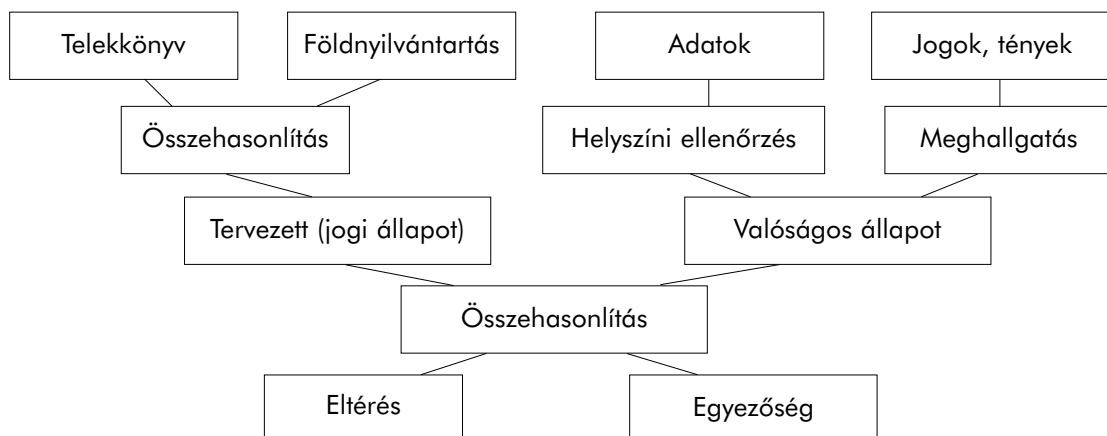 Telekkönyv
Földnyilvántartás
Adatok
Jogok, tények
Összehasonlítás
Helyszíni ellenőrzés
Meghallgatás
Tervezett (jogi állapot)
Valóságos állapot
Összehasonlítás
Eltérés
Egyezőség